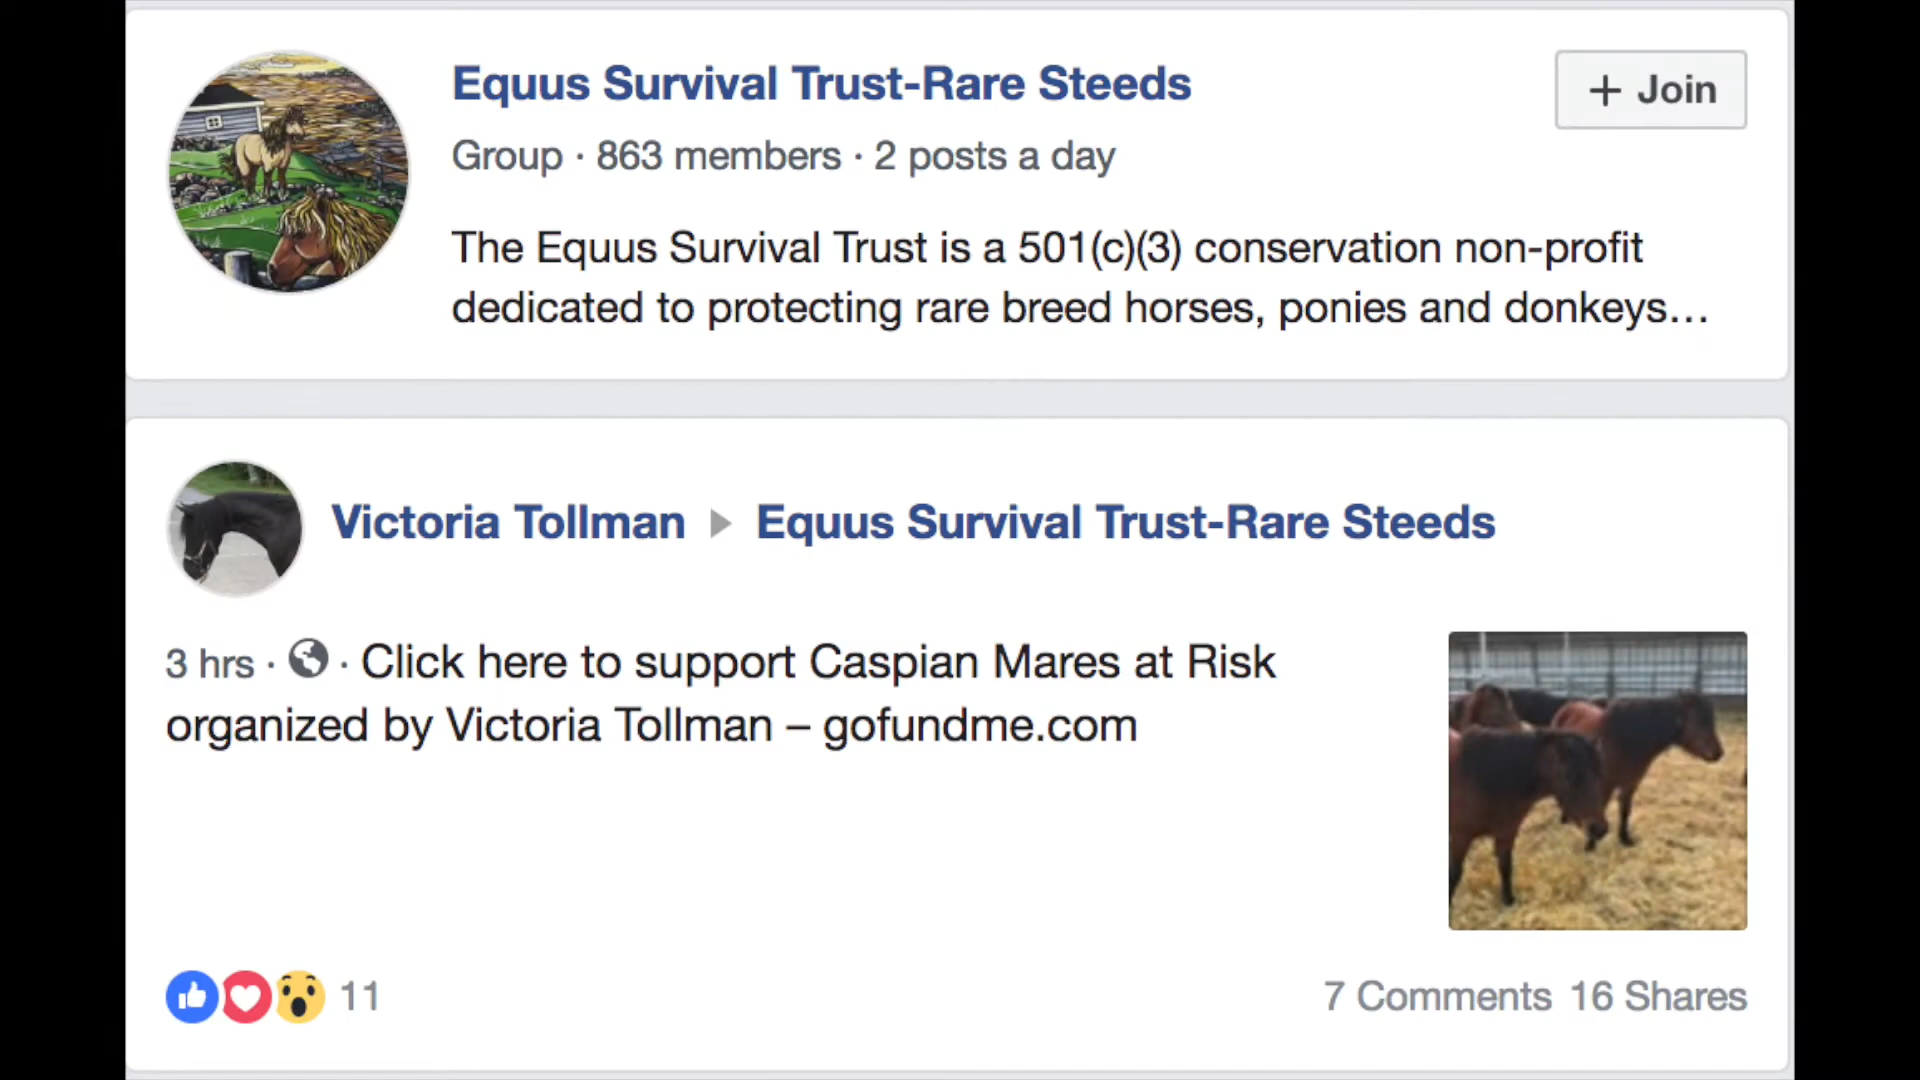 Equus Survival Trust-Rare Steeds
+ Join
Group · 863 members · 2 posts a day
The Equus Survival Trust is a 501(c)(3) conservation non-profit
dedicated to protecting rare breed horses, ponies and donkeys...
Victoria Tollman ▸ Equus Survival Trust-Rare Steeds
3 hrs · · Click here to support Caspian Mares at Risk
organized by Victoria Tollman – gofundme.com
11
7 Comments 16 Shares